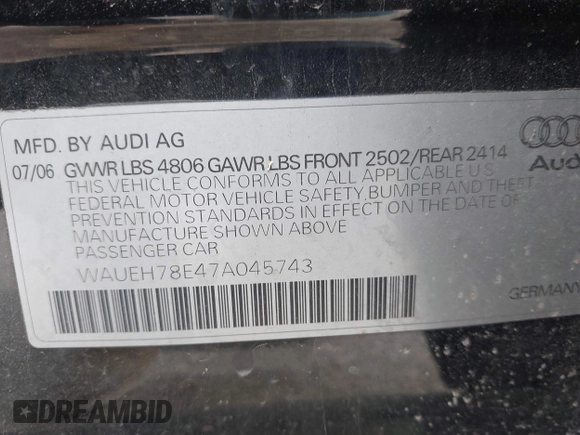 MFD. BY AUDI AG
07/06 GVWR LBS 4806 GAWR LBS FRONT 2502/REAR 2414
THIS VEHICLE CONFORMS TO ALL APPLICABLE U S
FEDERAL MOTOR VEHICLE SAFETY, BUMPER AND THEFT
PREVENTION STANDARDS IN EFFECT ON THE DATE OF
MANUFACTURE SHOWN ABOVE
PASSENGER CAR
WAUEH78E47A045743
Aud
GERMANY
DREAMBID